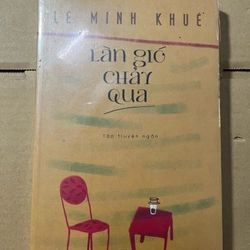 LÊ MINH KHUÊ
Làn gió
chảy
qua
Tập truyện ngắn